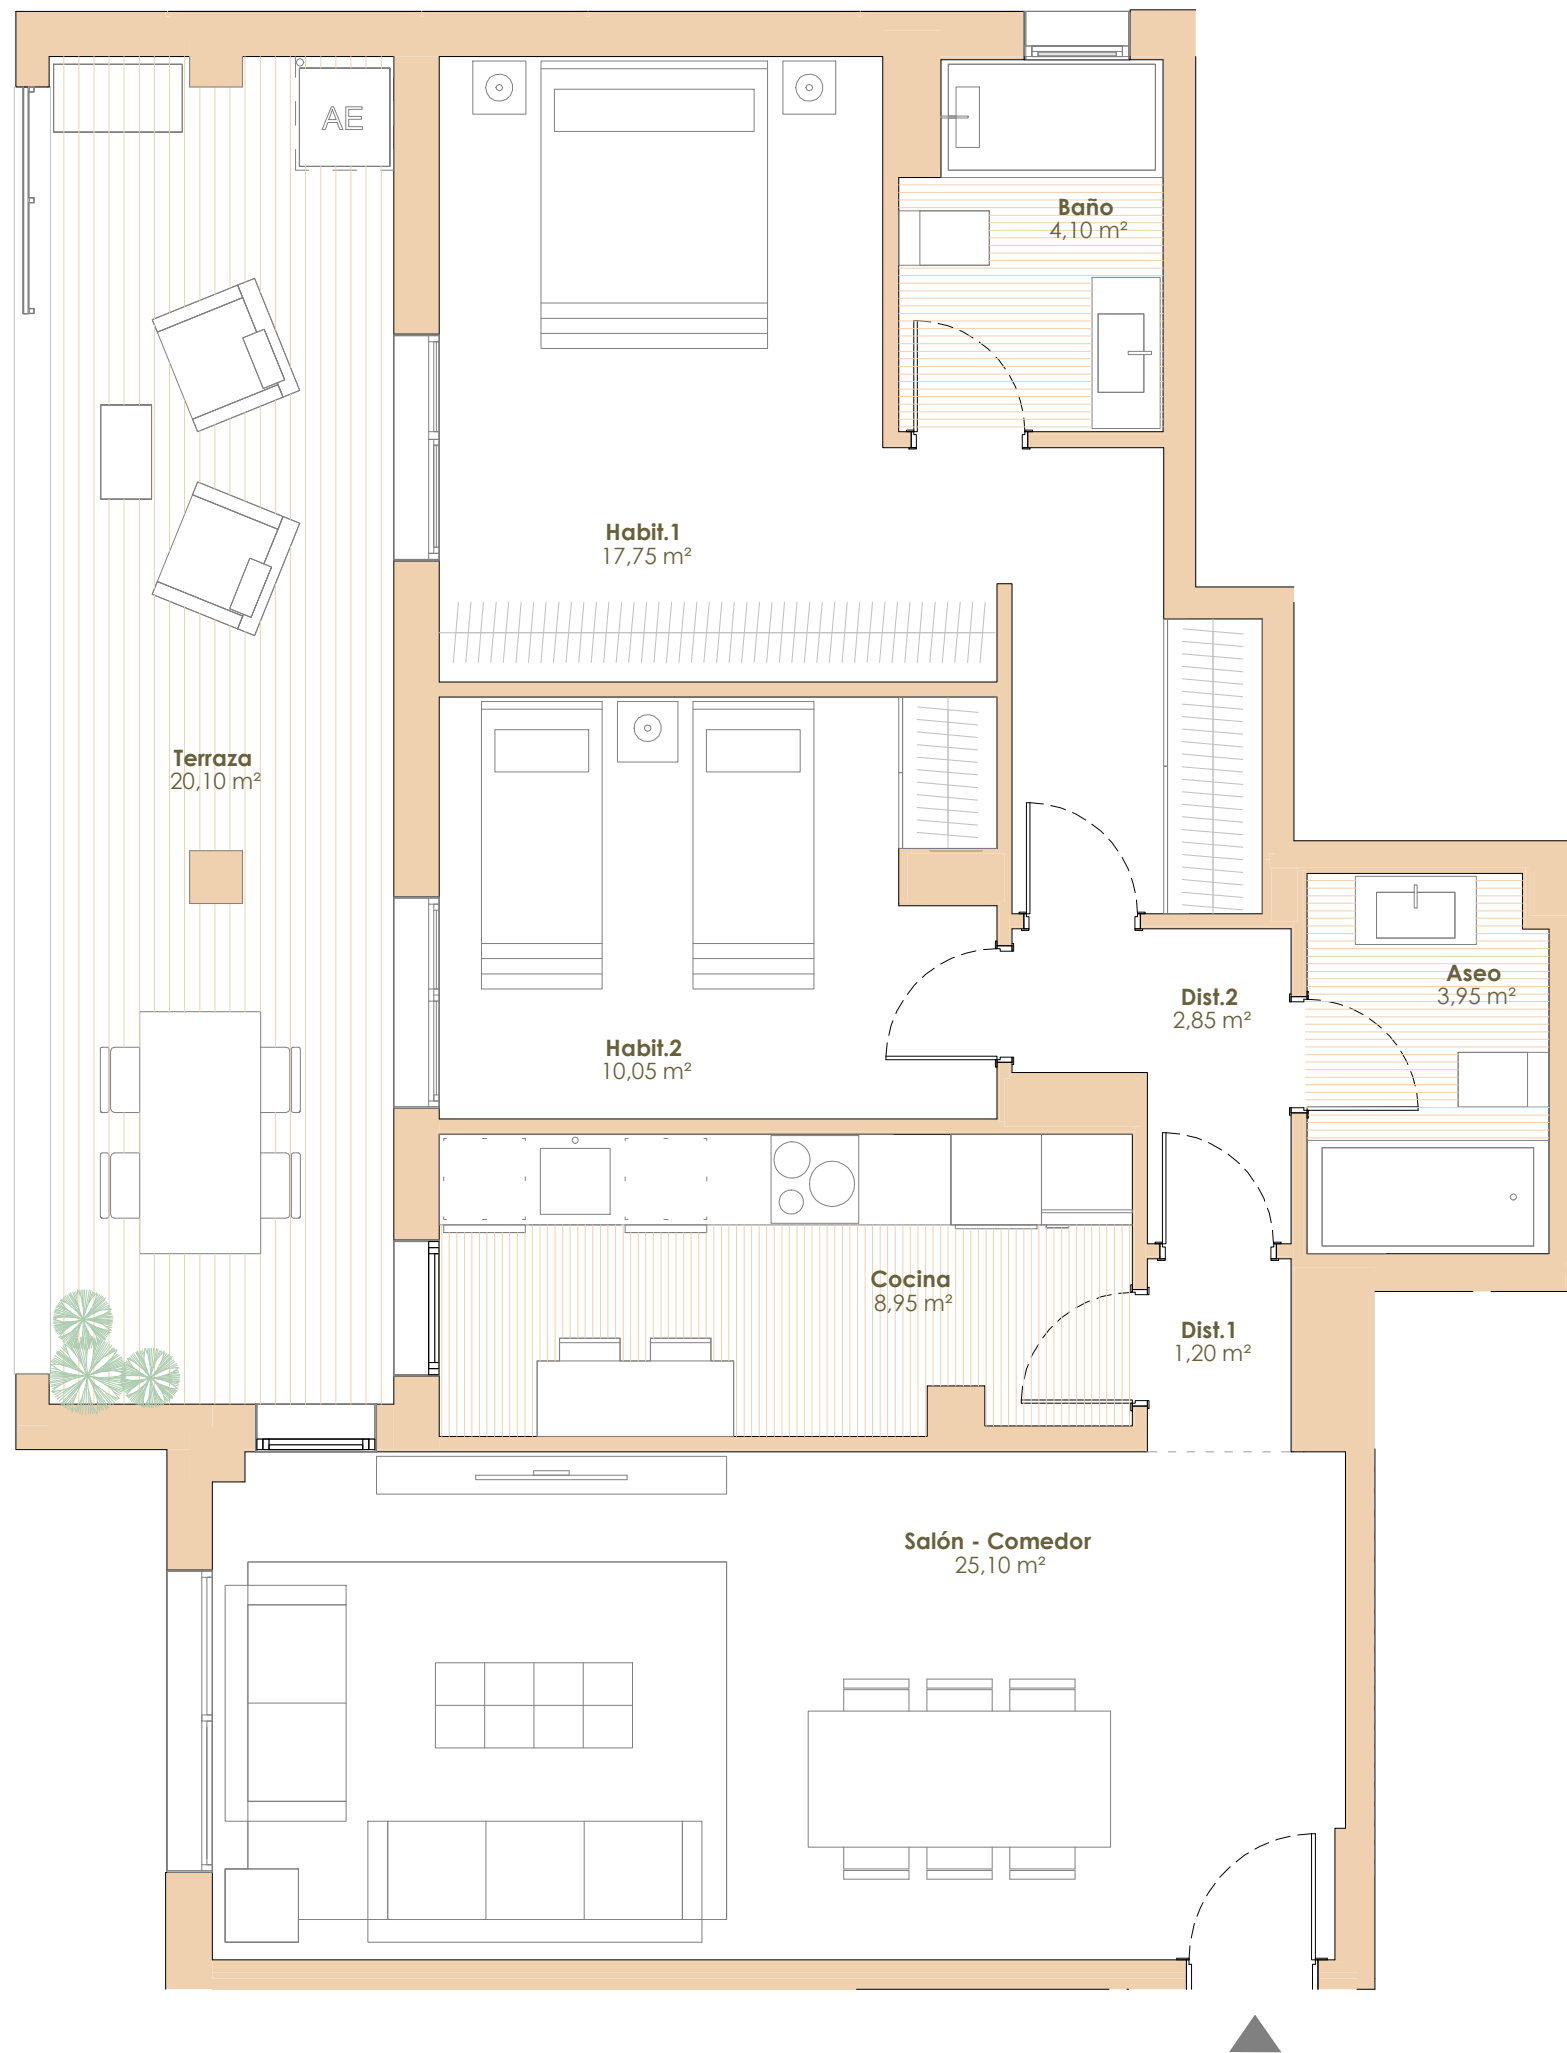 AE
Baño
4,10 m²
Habit.1
17,75 m²
Terraza
20,10 m²
Habit.2
10,05 m²
Dist.2
2,85 m²
Aseo
3,95 m²
Cocina
8,95 m²
Dist.1
1,20 m²
Salón - Comedor
25,10 m²